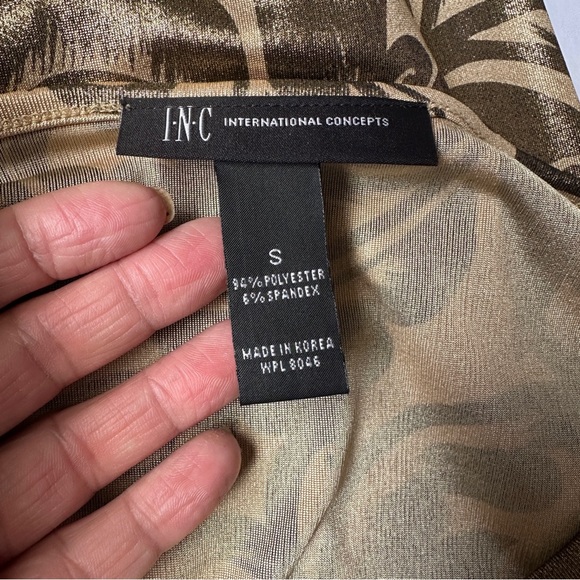 I·N·C INTERNATIONAL CONCEPTS
S
94% POLYESTER
6% SPANDEX
MADE IN KOREA
WPL 8046